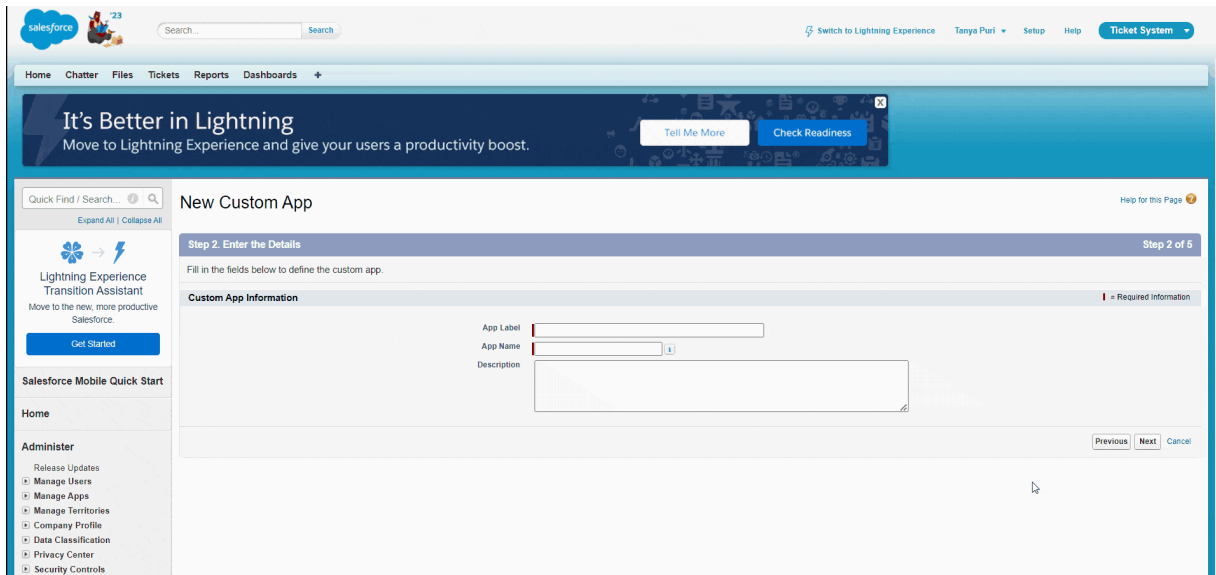 salesforce
'23
Search...
Search
Switch to Lightning Experience
Tanya Puri
Setup
Help
Ticket System
Home
Chatter
Files
Tickets
Reports
Dashboards
+
It's Better in Lightning
Move to Lightning Experience and give your users a productivity boost.
Tell Me More
Check Readiness
X
Quick Find / Search...
i
Expand All | Collapse All
Lightning Experience
Transition Assistant
Move to the new, more productive
Salesforce.
Get Started
Salesforce Mobile Quick Start
Home
Administer
Release Updates
Manage Users
Manage Apps
Manage Territories
Company Profile
Data Classification
Privacy Center
Security Controls
New Custom App
Help for this Page
?
Step 2. Enter the Details
Step 2 of 5
Fill in the fields below to define the custom app.
Custom App Information
= Required Information
App Label
App Name
i
Description
Previous
Next
Cancel